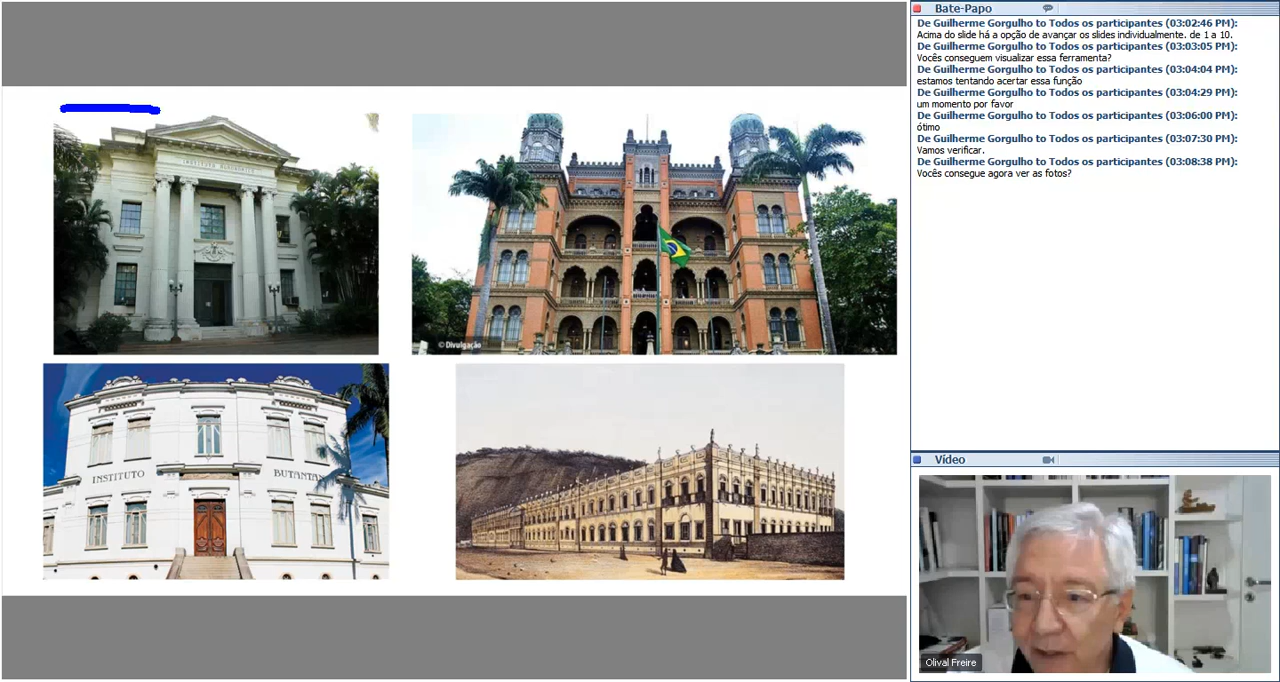 INSTITUTO AGRONOMICO
© Divulgação
INSTITUTO BUTANTAN
Bate-Papo
De Guilherme Gorgulho to Todos os participantes (03:02:46 PM):
Acima do slide há a opção de avançar os slides individualmente. de 1 a 10.
De Guilherme Gorgulho to Todos os participantes (03:03:05 PM):
Vocês conseguem visualizar essa ferramenta?
De Guilherme Gorgulho to Todos os participantes (03:04:04 PM):
estamos tentando acertar essa função
De Guilherme Gorgulho to Todos os participantes (03:04:29 PM):
um momento por favor
De Guilherme Gorgulho to Todos os participantes (03:06:00 PM):
ótimo
De Guilherme Gorgulho to Todos os participantes (03:07:30 PM):
Vamos verificar.
De Guilherme Gorgulho to Todos os participantes (03:08:38 PM):
Vocês consegue agora ver as fotos?
Vídeo
Olival Freire